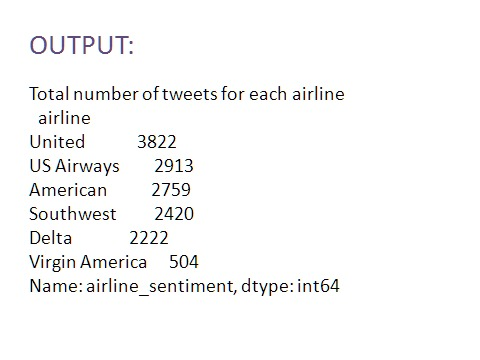 OUTPUT:
Total number of tweets for each airline
airline
United 3822
US Airways 2913
American 2759
Southwest 2420
Delta 2222
Virgin America 504
Name: airline_sentiment, dtype: int64